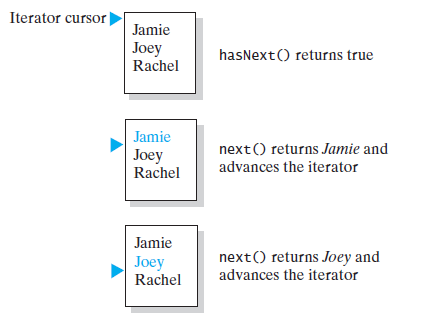 Iterator cursor
Jamie
Joey
Rachel
hasNext() returns true
Jamie
Joey
Rachel
next() returns Jamie and
advances the iterator
Jamie
Joey
Rachel
next() returns Joey and
advances the iterator